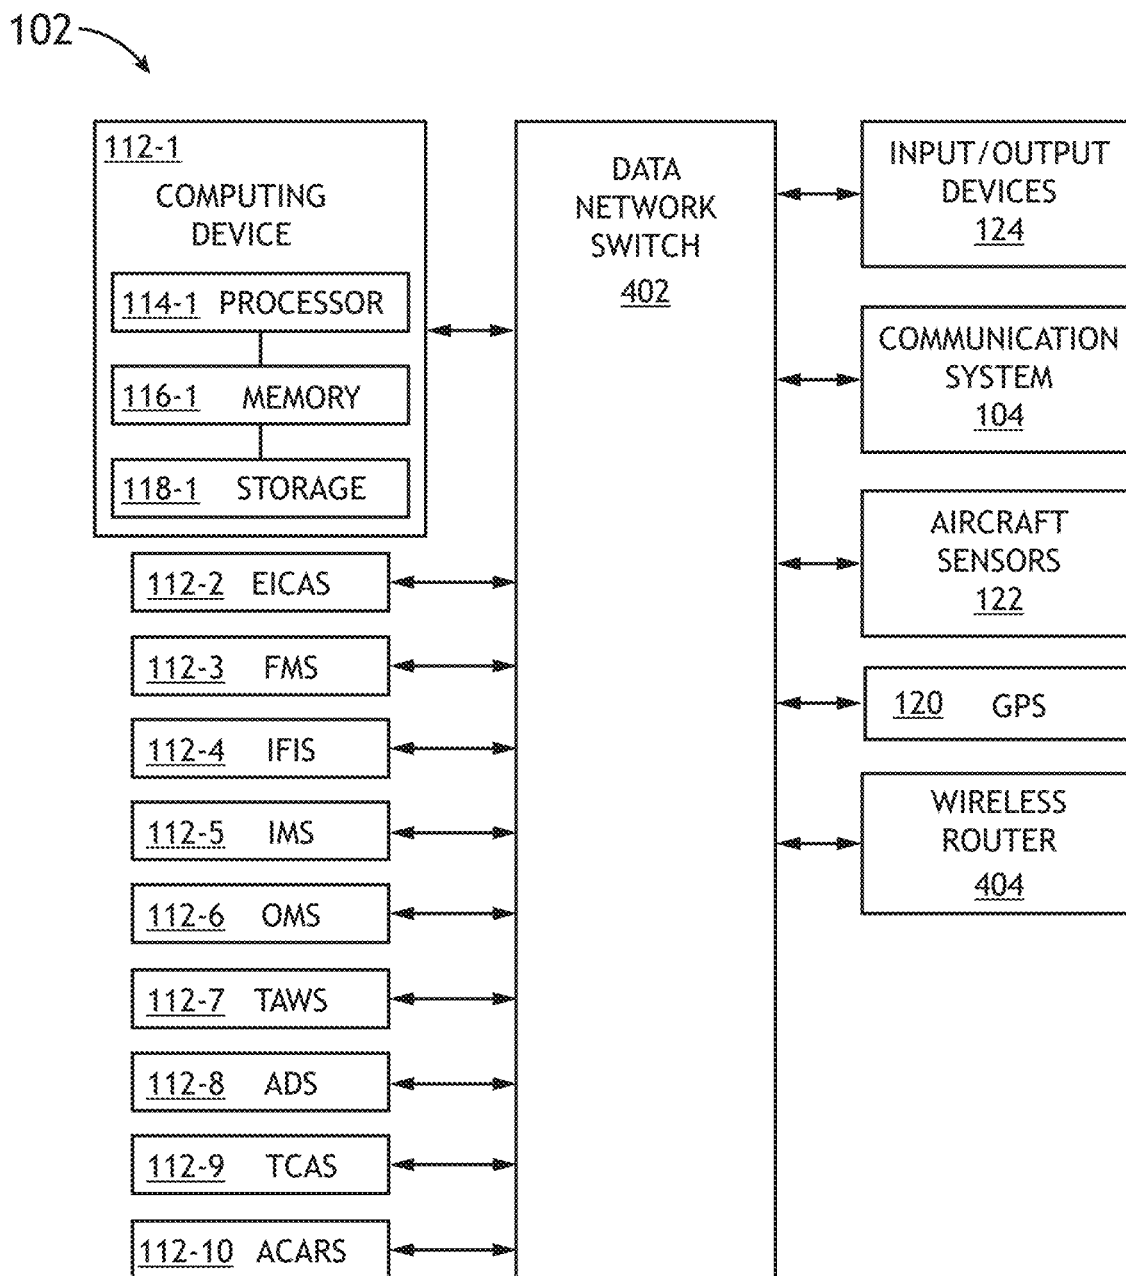 102
112-1
COMPUTING
DEVICE
114-1 PROCESSOR
116-1 MEMORY
118-1 STORAGE
112-2 EICAS
112-3 FMS
112-4 IFIS
112-5 IMS
112-6 OMS
112-7 TAWS
112-8 ADS
112-9 TCAS
112-10 ACARS
DATA
NETWORK
SWITCH
402
INPUT/OUTPUT
DEVICES
124
COMMUNICATION
SYSTEM
104
AIRCRAFT
SENSORS
122
120 GPS
WIRELESS
ROUTER
404